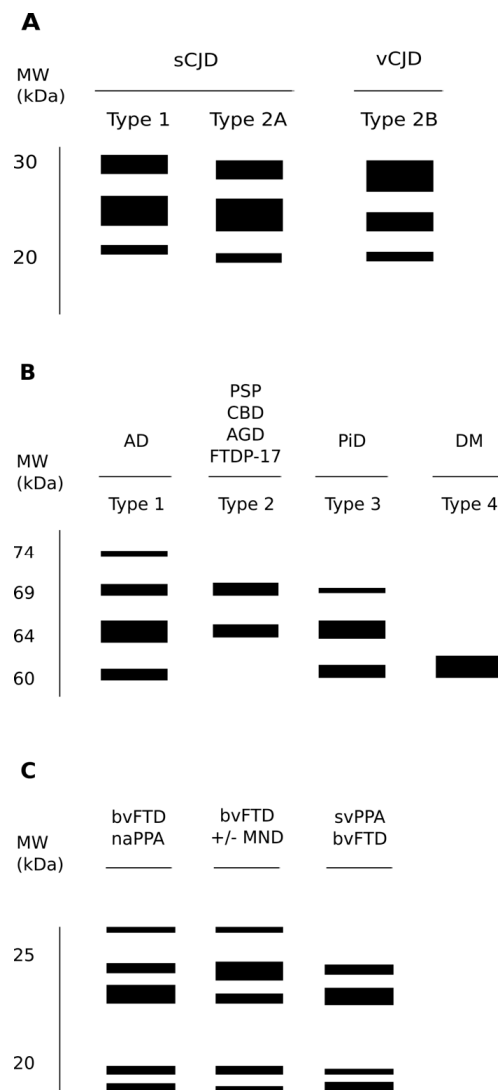 A
sCJD
vCJD
MW
(kDa)
Type 1
Type 2A
Type 2B
30
20
B
PSP
CBD
AGD
FTDP-17
AD
PiD
DM
MW
(kDa)
Type 1
Type 2
Type 3
Type 4
74
69
64
60
C
bvFTD
naPPA
bvFTD
+/- MND
svPPA
bvFTD
MW
(kDa)
25
20